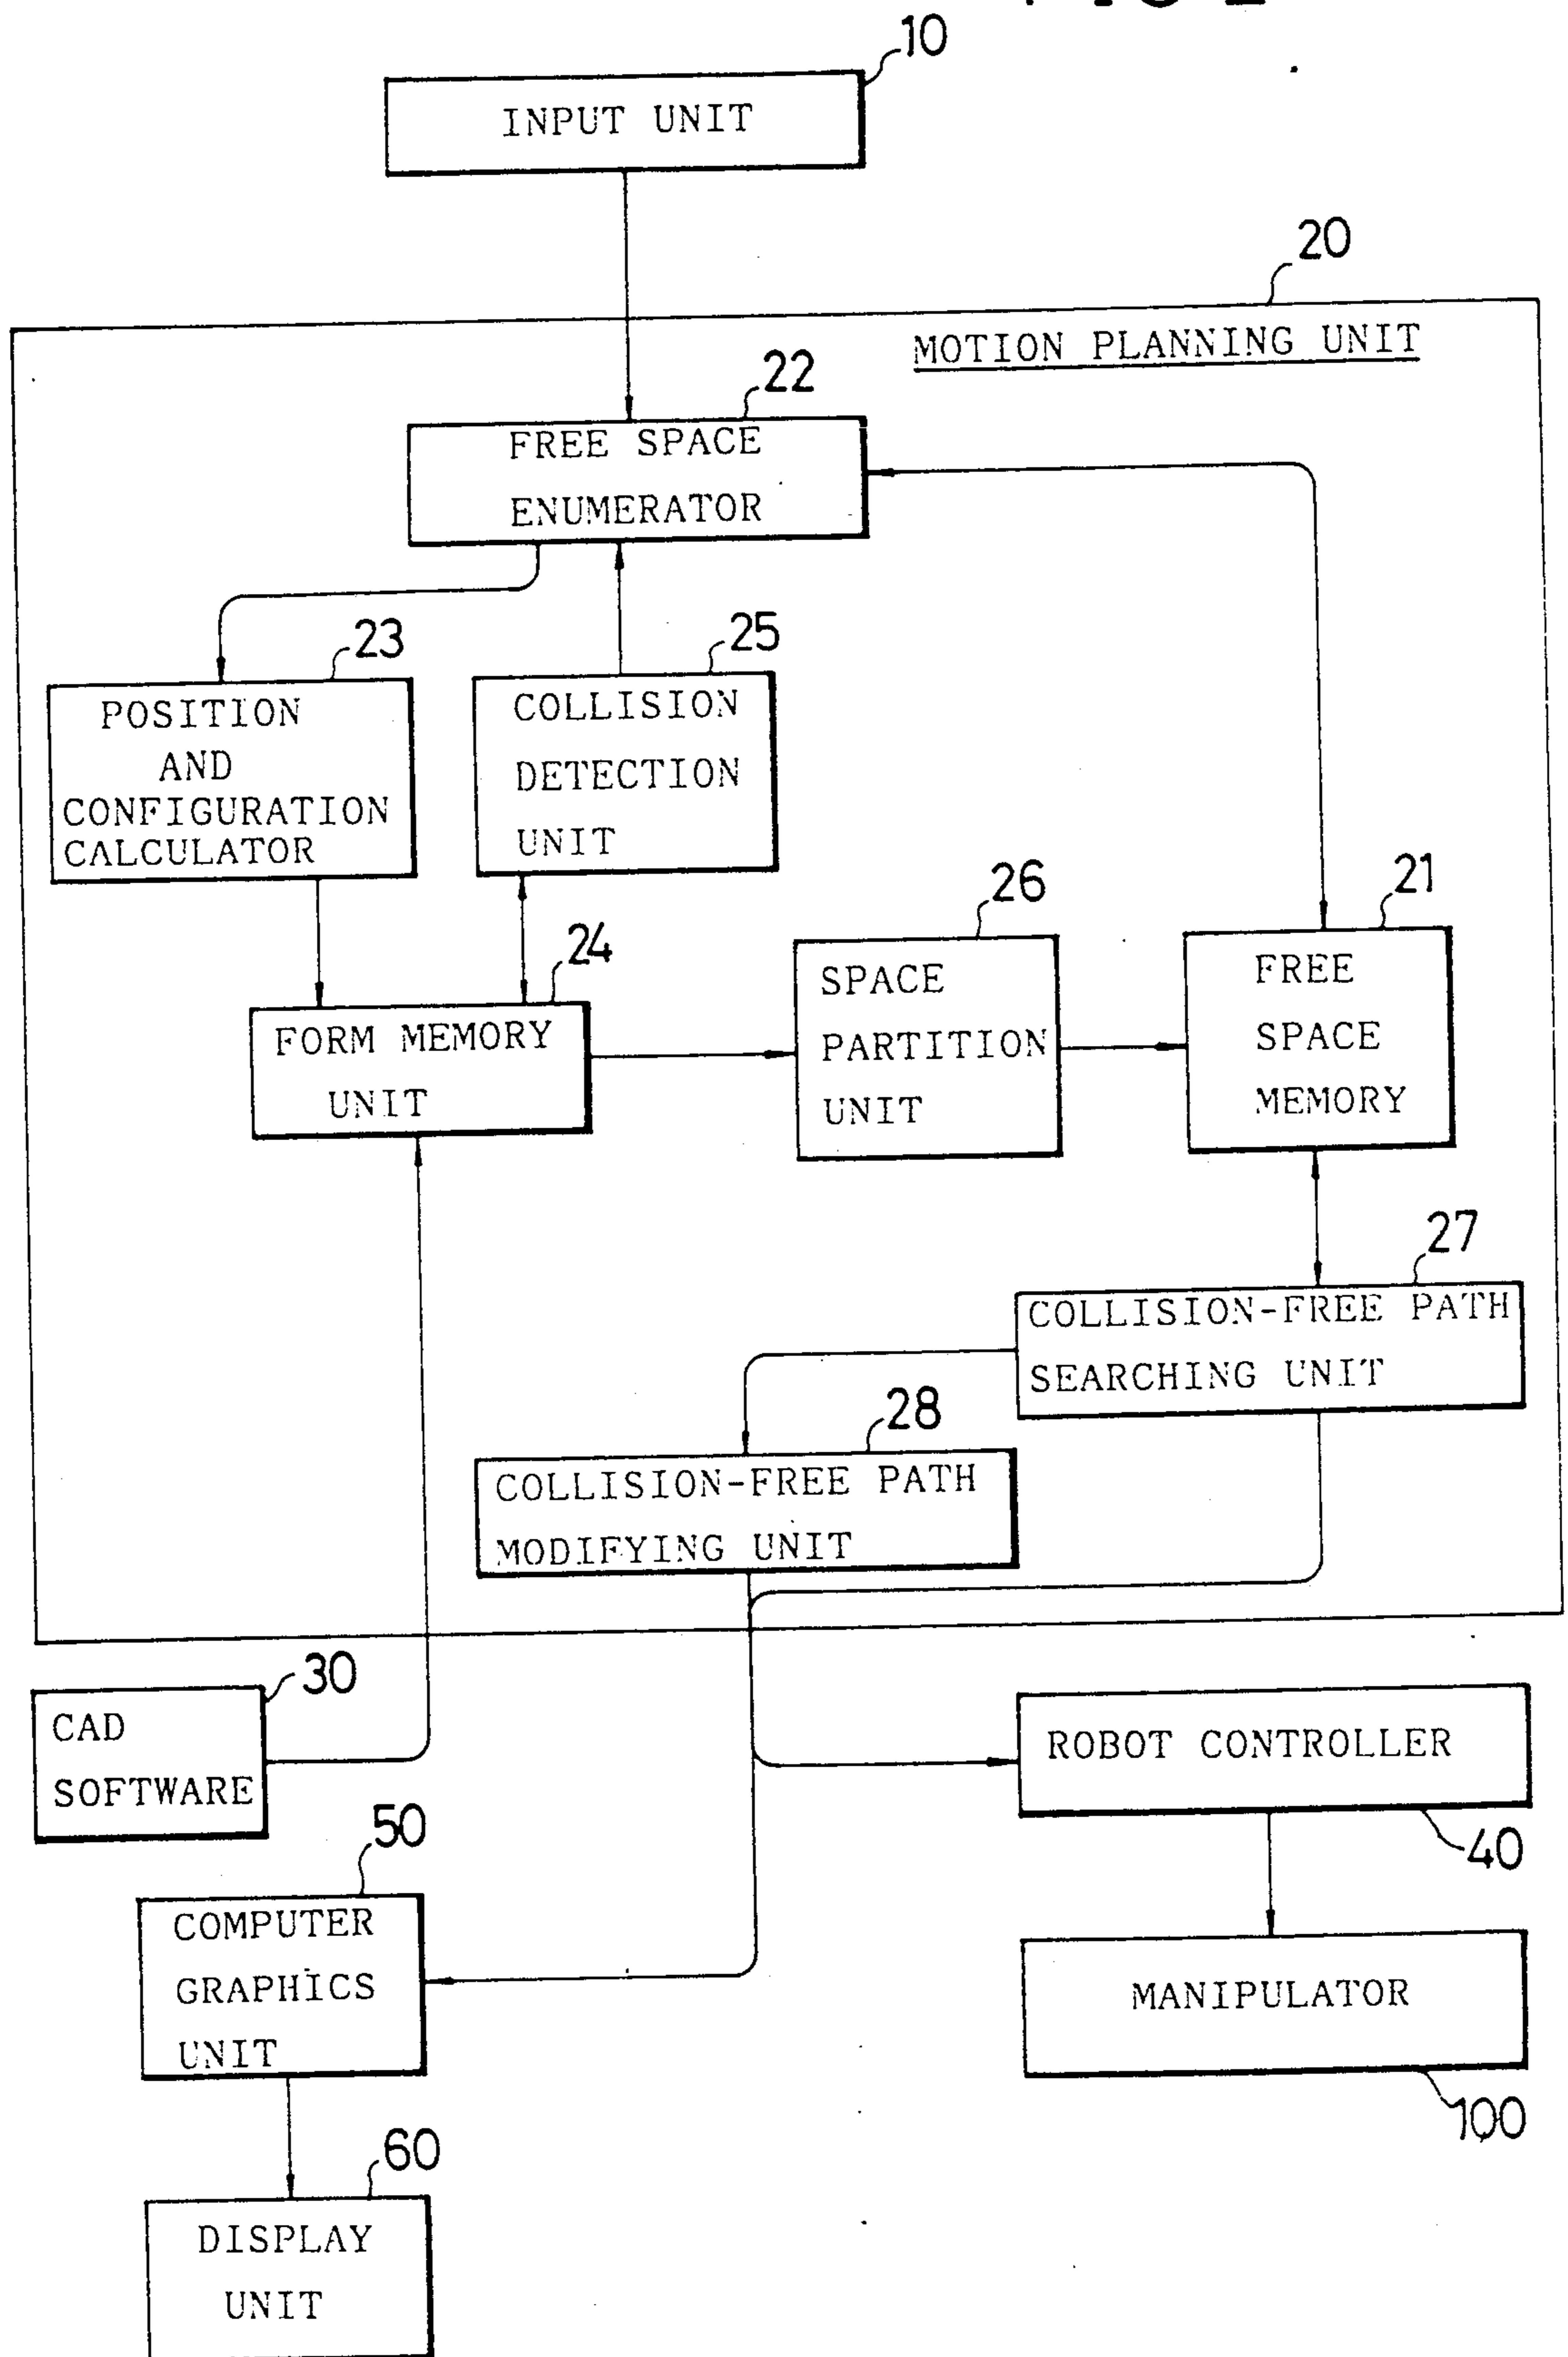 10
INPUT UNIT
20
MOTION PLANNING UNIT
22
FREE SPACE
ENUMERATOR
23
POSITION
AND
CONFIGURATION
CALCULATOR
25
COLLISION
DETECTION
UNIT
24
FORM MEMORY
UNIT
26
SPACE
PARTITION
UNIT
21
FREE
SPACE
MEMORY
27
COLLISION-FREE PATH
SEARCHING UNIT
28
COLLISION-FREE PATH
MODIFYING UNIT
30
CAD
SOFTWARE
ROBOT CONTROLLER
40
50
COMPUTER
GRAPHICS
UNIT
MANIPULATOR
100
60
DISPLAY
UNIT